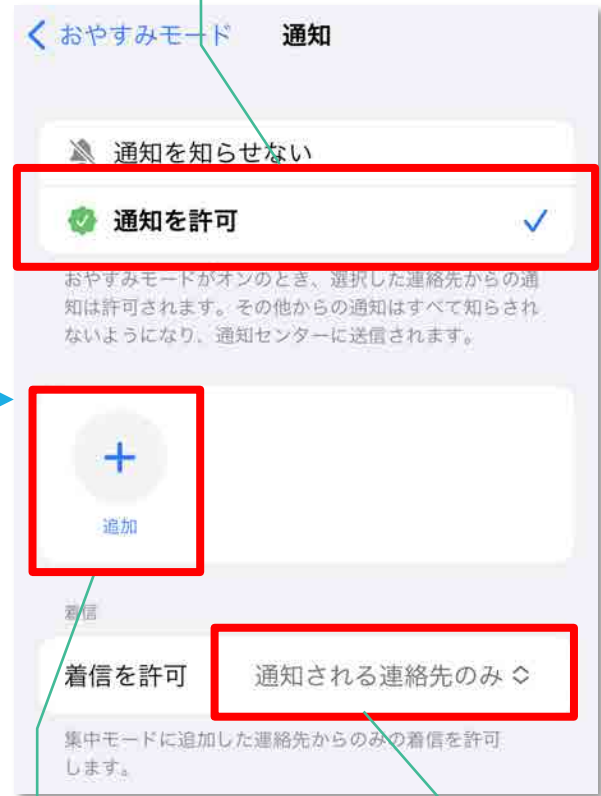 おやすみモード 通知
通知を知らせない
通知を許可
おやすみモードがオンのとき、選択した連絡先からの通
知は許可されます。その他からの通知はすべて知らされ
ないようになり、通知センターに送信されます。
追加
着信
着信を許可 通知される連絡先のみ
集中モードに追加した連絡先からのみの着信を許可
します。